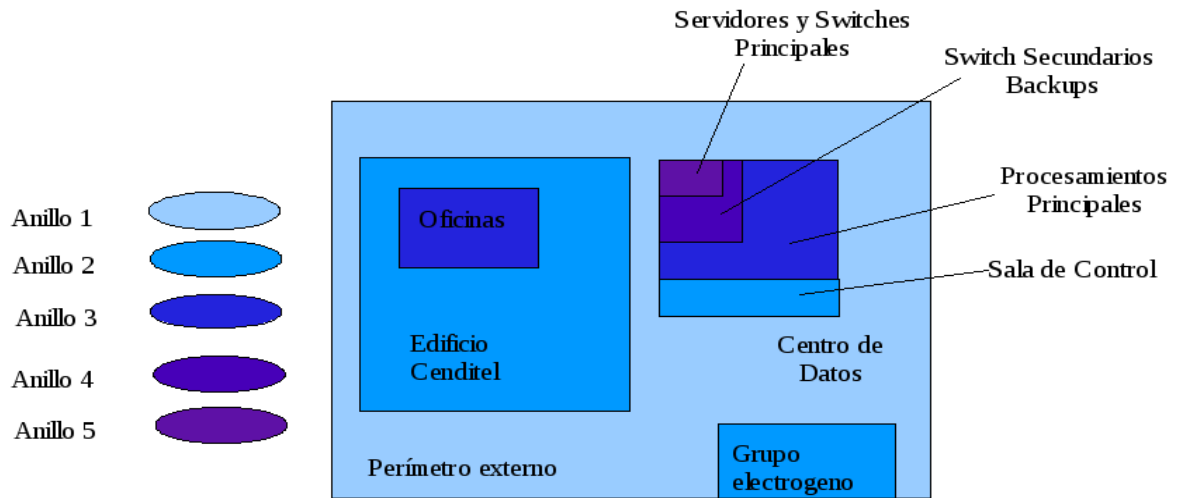 Servidores y Switches
Principales
Switch Secundarios
Backups
Procesamientos
Principales
Sala de Control
Anillo 1
Anillo 2
Anillo 3
Anillo 4
Anillo 5
Oficinas
Edificio
Cenditel
Centro de
Datos
Perímetro externo
Grupo
electrogeno